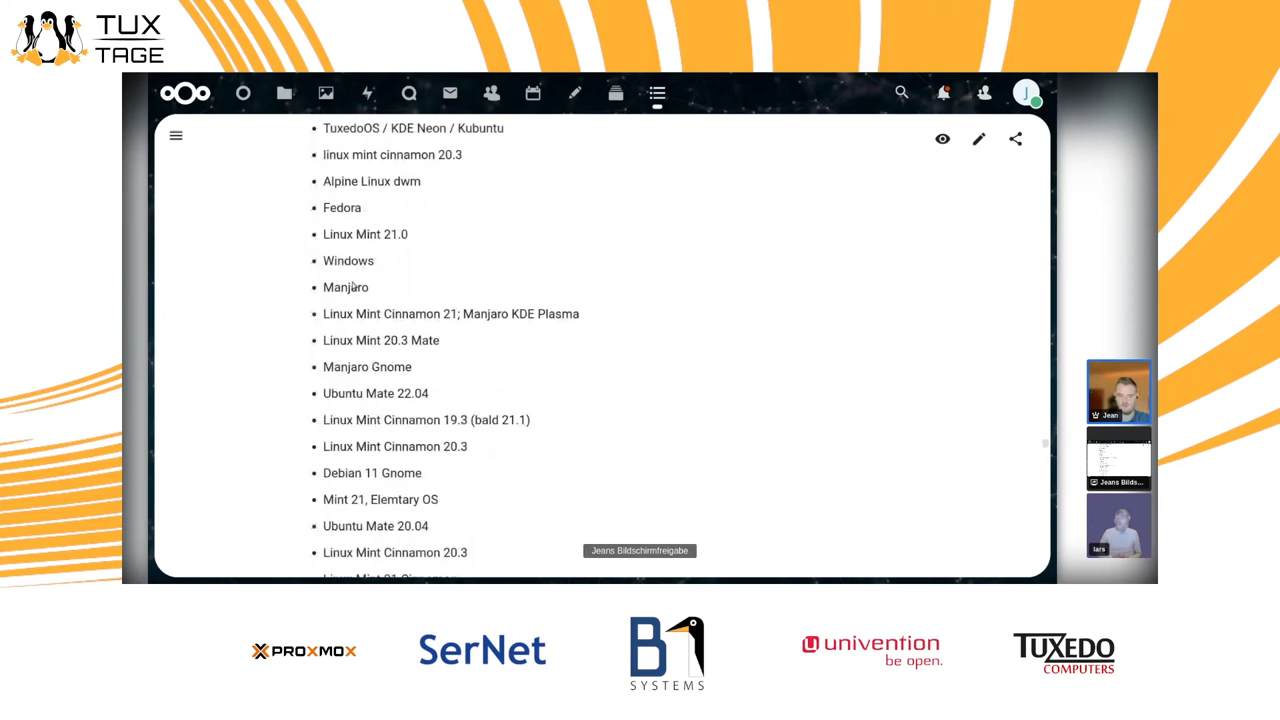 TUX
TAGE
TuxedoOS / KDE Neon / Kubuntu
linux mint cinnamon 20.3
Alpine Linux dwm
Fedora
Linux Mint 21.0
Windows
Manjaro
Linux Mint Cinnamon 21; Manjaro KDE Plasma
Linux Mint 20.3 Mate
Manjaro Gnome
Ubuntu Mate 22.04
Linux Mint Cinnamon 19.3 (bald 21.1)
Linux Mint Cinnamon 20.3
Debian 11 Gnome
Mint 21, Elemtary OS
Ubuntu Mate 20.04
Linux Mint Cinnamon 20.3
Linux Mint 21 Cinnamon
Jeans Bildschirmfreigabe
J
Jean
Jeans Bilds...
lars
PROXMOX
SerNet
B1
SYSTEMS
univention
be open.
TUXEDO
COMPUTERS